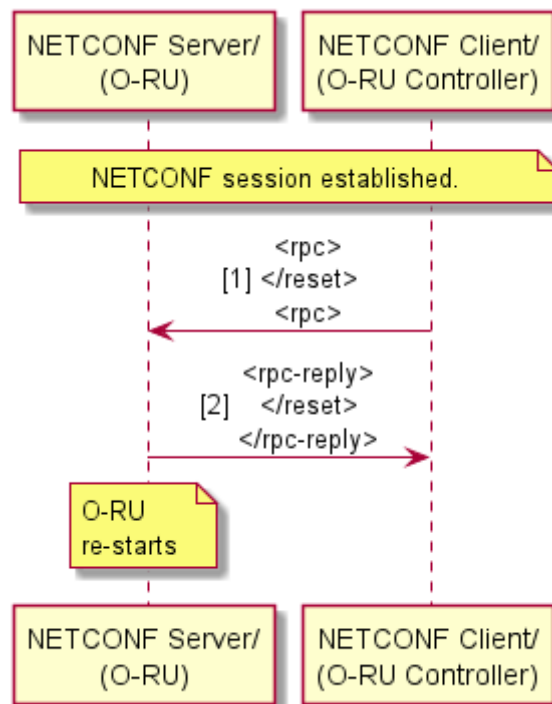 NETCONF Server/
(O-RU)
NETCONF Client/
(O-RU Controller)
NETCONF session established.
<rpc>
[1] </reset>
<rpc>
<rpc-reply>
[2] </reset>
</rpc-reply>
O-RU
re-starts
NETCONF Server/
(O-RU)
NETCONF Client/
(O-RU Controller)